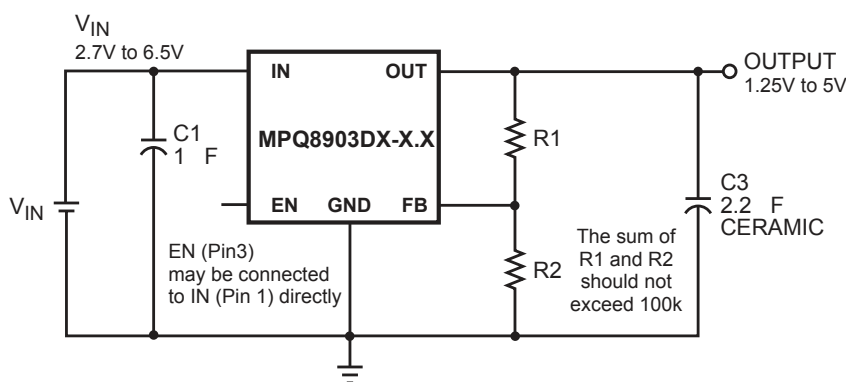 VIN
2.7V to 6.5V
IN
OUT
OUTPUT
1.25V to 5V
C1
1 F
MPQ8903DX-X.X
R1
C3
2.2 F
CERAMIC
VIN
EN
GND
FB
EN (Pin3)
may be connected
to IN (Pin 1) directly
R2
The sum of
R1 and R2
should not
exceed 100k